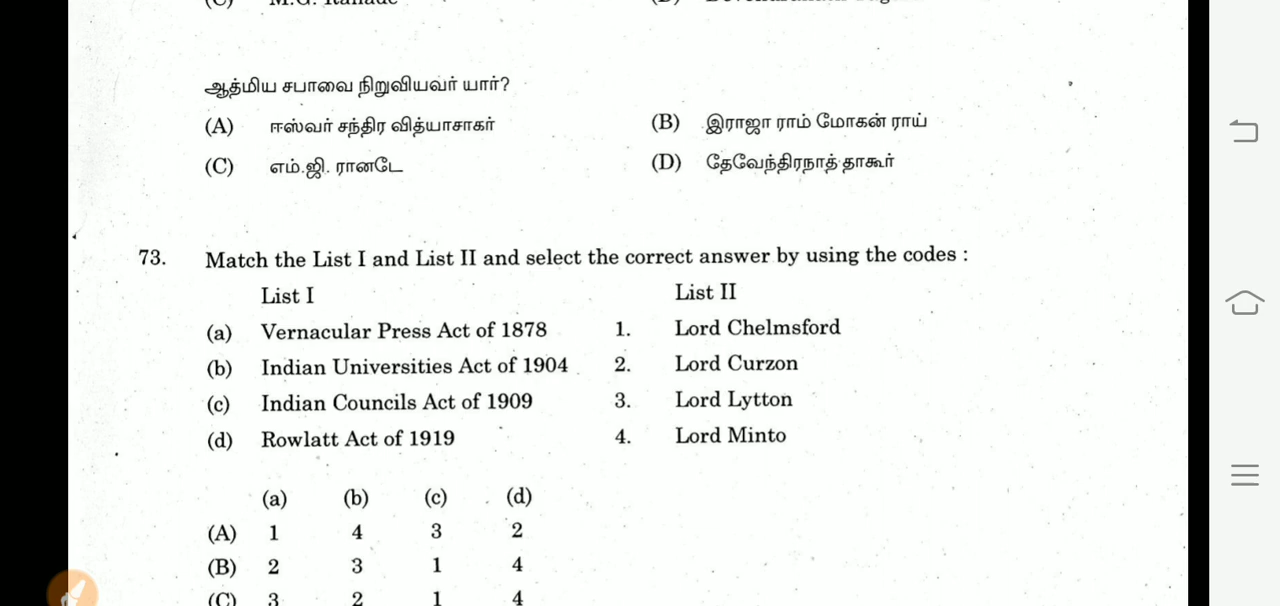 ஆத்மிய சபாவை நிறுவியவர் யார்?
(A) ஈஸ்வர் சந்திர வித்யாசாகர் (B) இராஜா ராம் மோகன் ராய்
(C) எம்.ஜி. ரானடே (D) தேவேந்திரநாத் தாகூர்
73. Match the List I and List II and select the correct answer by using the codes :
List I List II
(a) Vernacular Press Act of 1878 1. Lord Chelmsford
(b) Indian Universities Act of 1904 2. Lord Curzon
(c) Indian Councils Act of 1909 3. Lord Lytton
(d) Rowlatt Act of 1919 4. Lord Minto
(a) (b) (c) (d)
(A) 1 4 3 2
(B) 2 3 1 4
(C) 3 2 1 4